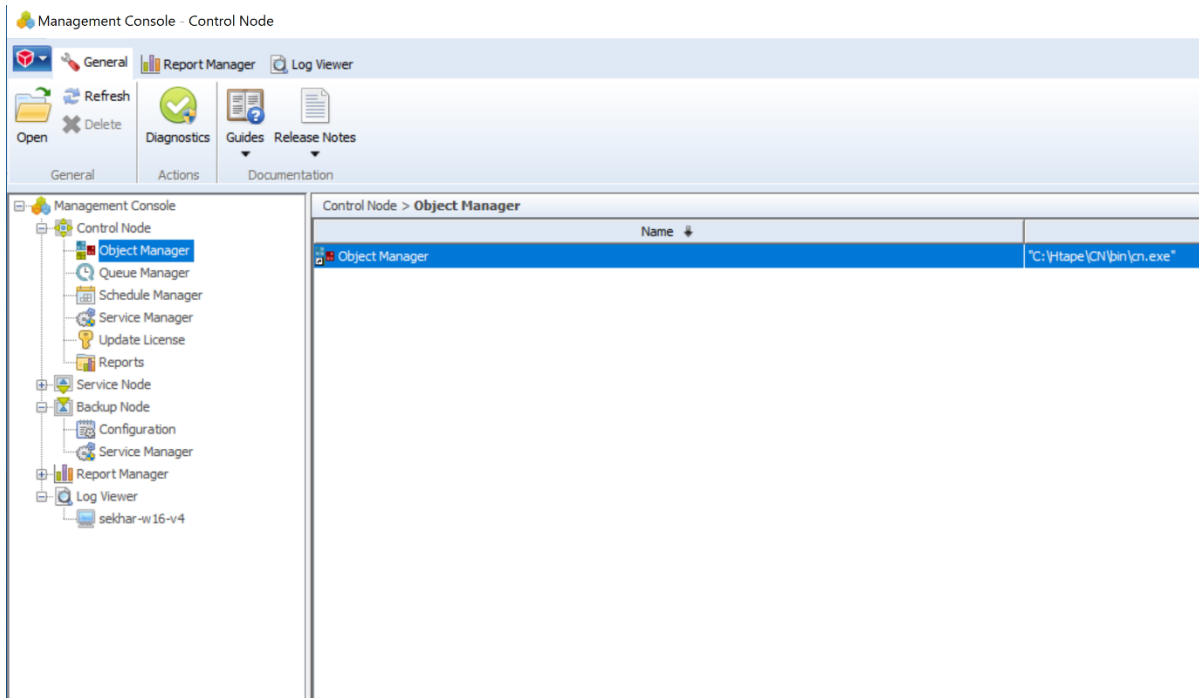 Management Console - Control Node
General Report Manager Log Viewer
Open
Refresh
Delete
Diagnostics
Guides Release Notes
General Actions Documentation
Management Console
Control Node
Object Manager
Queue Manager
Schedule Manager
Service Manager
Update License
Reports
Service Node
Backup Node
Configuration
Service Manager
Report Manager
Log Viewer
sekhar-w16-v4
Control Node > Object Manager
Name
Object Manager "C:\Htape\CN\bin\cn.exe"